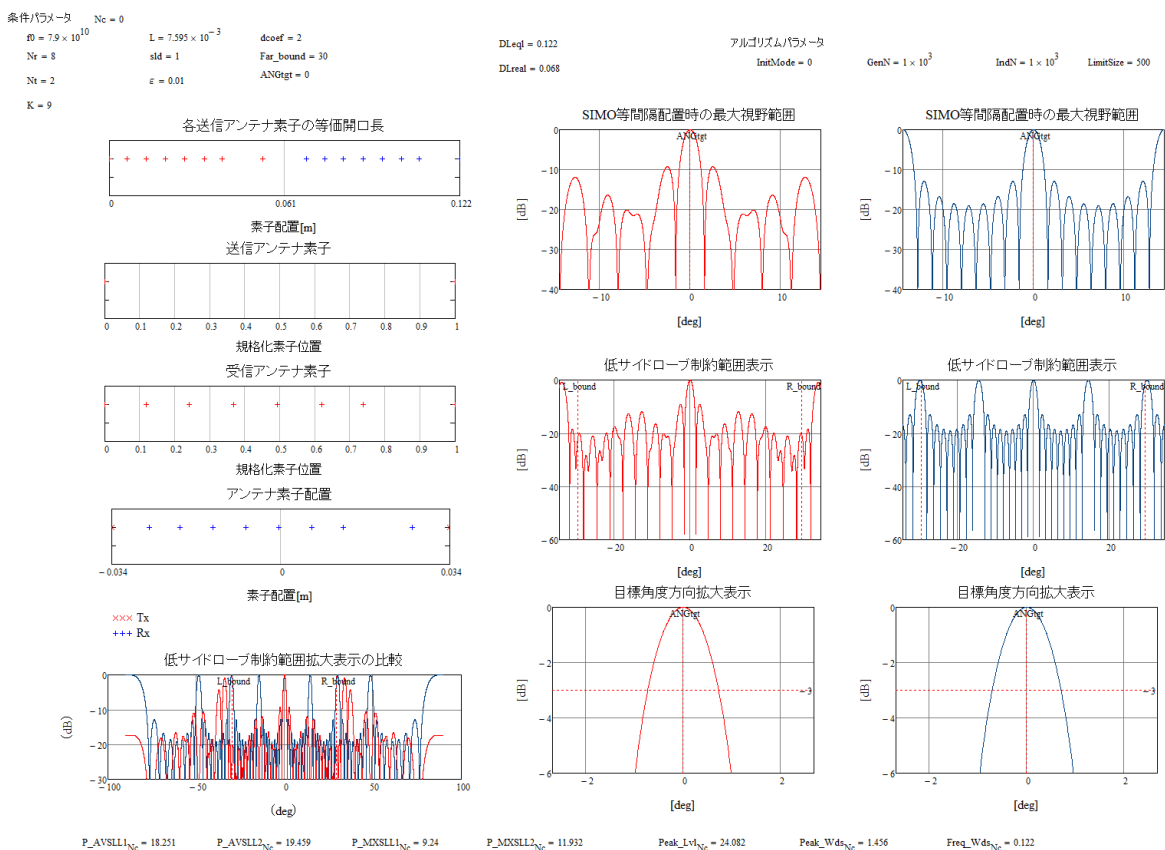 条件パラメータ Nc = 0
f0 = 7.9 × 10^10 L = 7.595 × 10^-3 dcoef = 2
Nr = 8 sld = 1 Far_bound = 30
Nt = 2 ε = 0.01 ANGtgt = 0
K = 9
DLeql = 0.122 アルゴリズムパラメータ
DLreal = 0.068 InitMode = 0 GenN = 1 × 10^3 IndN = 1 × 10^3 LimitSize = 500
各送信アンテナ素子の等価開口長
0 0.061 0.122
素子配置[m]
送信アンテナ素子
0 0.1 0.2 0.3 0.4 0.5 0.6 0.7 0.8 0.9 1
規格化素子位置
受信アンテナ素子
0 0.1 0.2 0.3 0.4 0.5 0.6 0.7 0.8 0.9 1
規格化素子位置
アンテナ素子配置
-0.034 0 0.034
素子配置[m]
××× Tx
+++ Rx
低サイドローブ制約範囲拡大表示の比較
L_bound R_bound
0
-10
-20
-30
(dB)
-100 -50 0 50 100
(deg)
SIMO等間隔配置時の最大視野範囲
ANGtgt
0
-10
-20
-30
-40
[dB]
-10 0 10
[deg]
SIMO等間隔配置時の最大視野範囲
ANGtgt
0
-10
-20
-30
-40
[dB]
-10 0 10
[deg]
低サイドローブ制約範囲表示
L_bound R_bound
0
-20
-40
-60
[dB]
-20 0 20
[deg]
低サイドローブ制約範囲表示
L_bound R_bound
0
-20
-40
-60
[dB]
-20 0 20
[deg]
目標角度方向拡大表示
ANGtgt
0
-2
-4
-6
-3
[dB]
-2 0 2
[deg]
目標角度方向拡大表示
ANGtgt
0
-2
-4
-6
-3
[dB]
-2 0 2
[deg]
P_AVSLL1Nc = 18.251 P_AVSLL2Nc = 19.459 P_MXSLL1Nc = 9.24 P_MXSLL2Nc = 11.932 Peak_LvlNc = 24.082 Peak_WdsNc = 1.456 Freq_WdsNc = 0.122